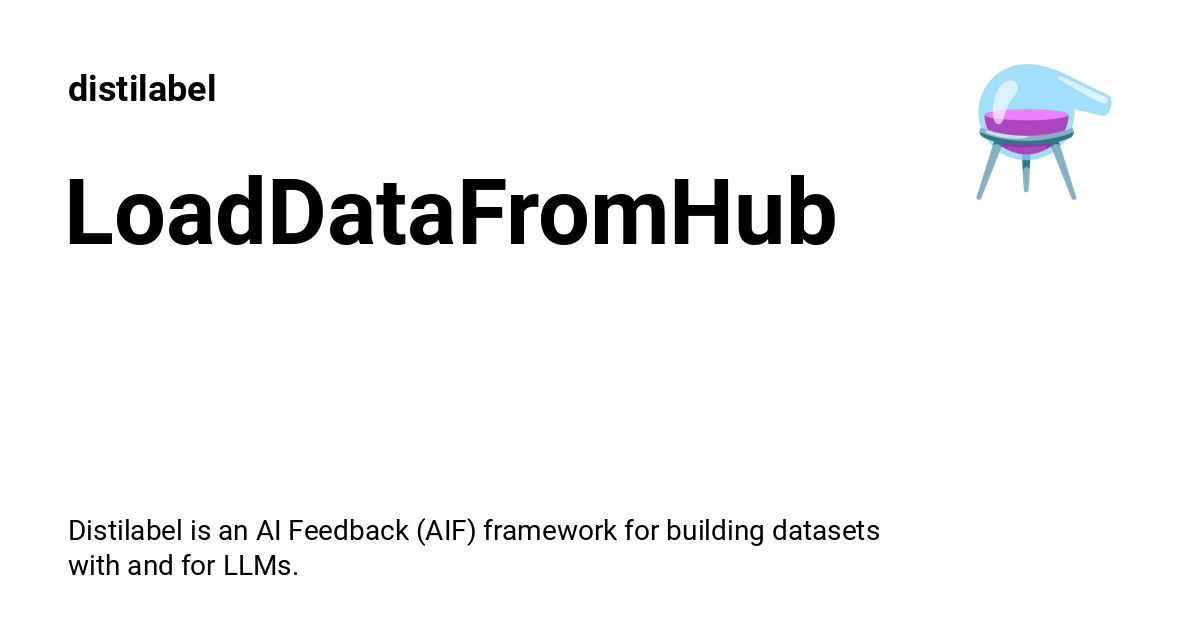 distilabel
LoadDataFromHub
Distilabel is an AI Feedback (AIF) framework for building datasets
with and for LLMs.